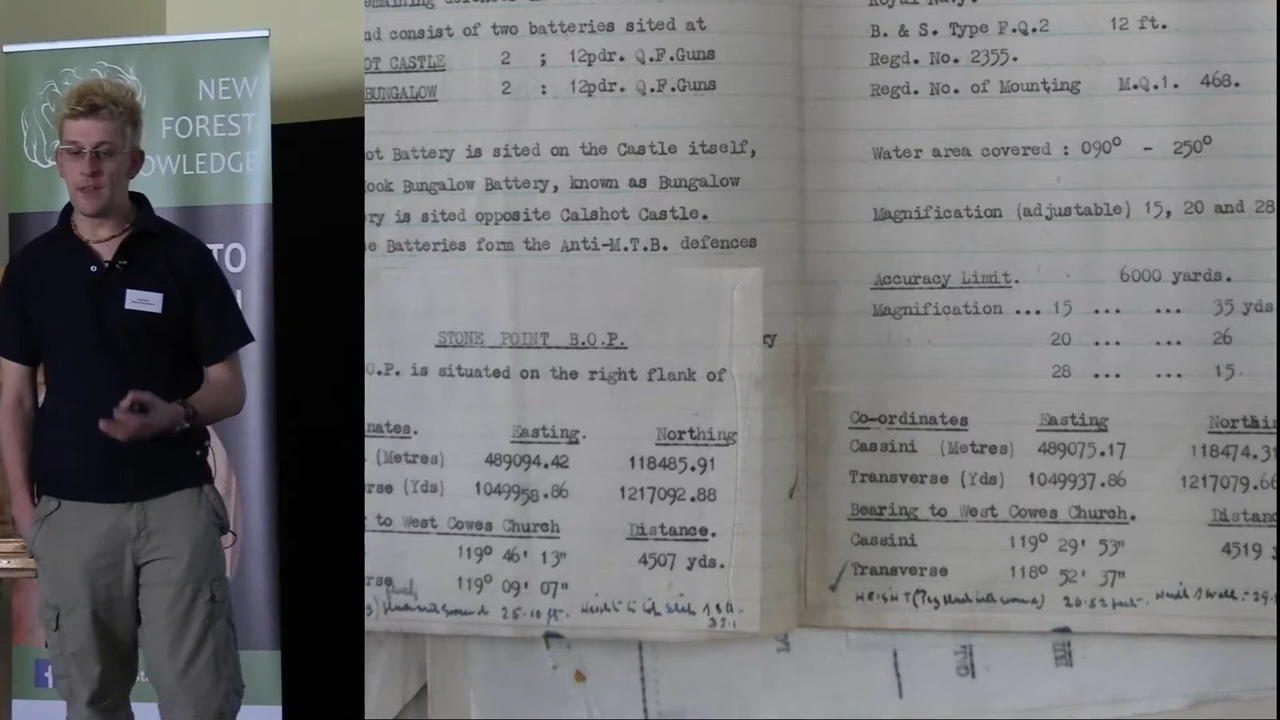 NEW
FOREST
OWLEDGE
TO
nd consist of two batteries sited at
OT CASTLE 2 ; 12pdr. Q.F.Guns
BUNGALOW 2 : 12pdr. Q.F.Guns
ot Battery is sited on the Castle itself,
ook Bungalow Battery, known as Bungalow
ry is sited opposite Calshot Castle.
e Batteries form the Anti-M.T.B. defences
ry
STONE POINT B.O.P.
O.P. is situated on the right flank of
nates. Easting. Northing
(Metres) 489094.42 118485.91
rse (Yds) 1049958.86 1217092.88
to West Cowes Church Distance.
119° 46' 13" 4507 yds.
rse 119° 09' 07"
25.10 ft.
B. & S. Type F.Q.2 12 ft.
Regd. No. 2355.
Regd. No. of Mounting M.Q.1. 468.
Water area covered : 090° - 250°
Magnification (adjustable) 15, 20 and 28
Accuracy Limit. 6000 yards.
Magnification ... 15 ... ... 35 yds
20 ... ... 26
28 ... ... 15.
Co-ordinates Easting Northi
Cassini (Metres) 489075.17 118474.3
Transverse (Yds) 1049937.86 1217079.66
Bearing to West Cowes Church. Distan
Cassini 119° 29' 53" 4519
Transverse 118° 52' 37"
HEIGHT